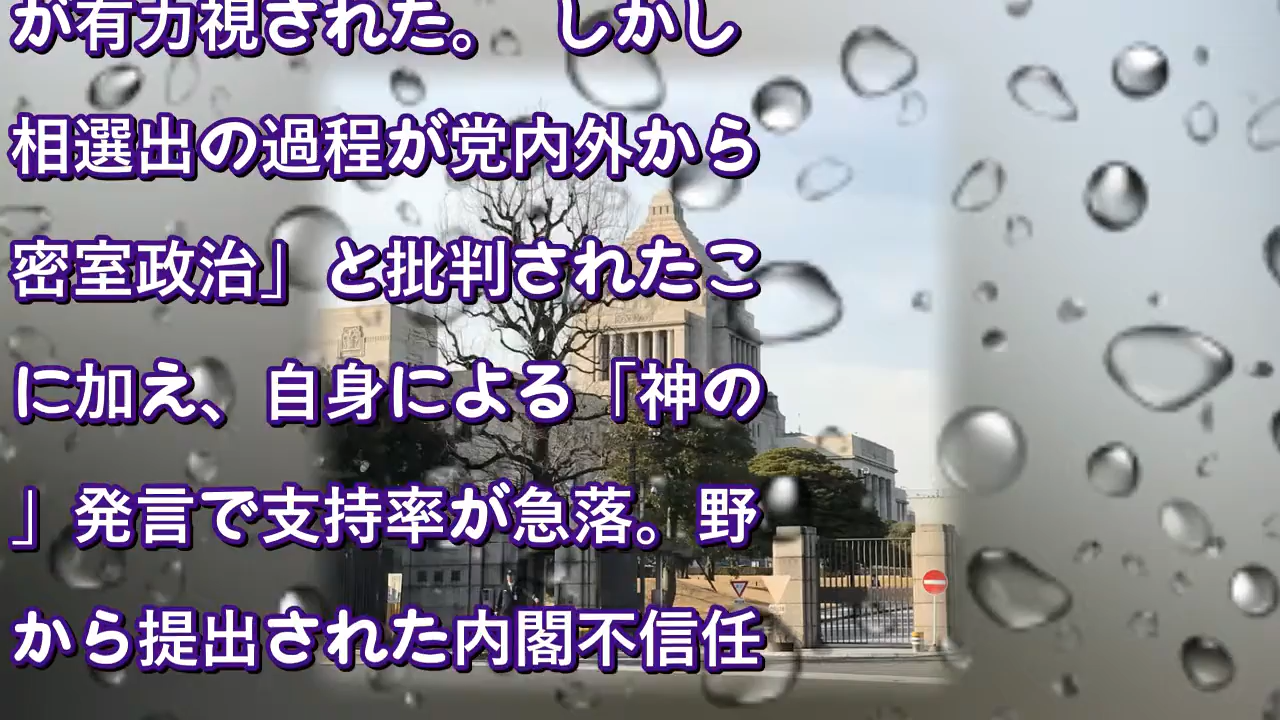 が有力視された。 しかし
相選出の過程が党内外から
密室政治」と批判されたこ
に加え、自身による「神の
」発言で支持率が急落。野
から提出された内閣不信任